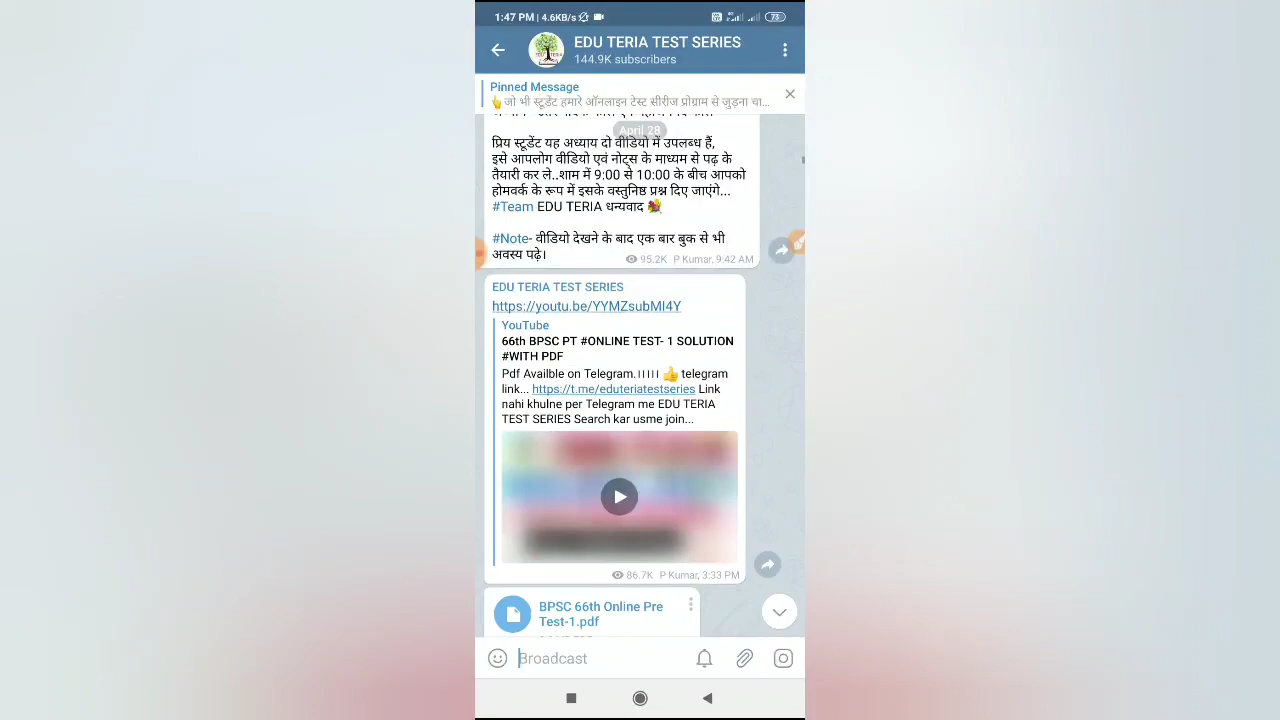 1:47 PM | 4.6KB/s
73
EDU TERIA TEST SERIES
144.9K subscribers
Pinned Message
👆जो भी स्टूडेंट हमारे ऑनलाइन टेस्ट सीरीज प्रोग्राम से जुड़ना चा...
April 28
प्रिय स्टूडेंट यह अध्याय दो वीडियो में उपलब्ध हैं,
इसे आपलोग वीडियो एवं नोट्स के माध्यम से पढ़ के
तैयारी कर ले..शाम में 9:00 से 10:00 के बीच आपको
होमवर्क के रूप में इसके वस्तुनिष्ठ प्रश्न दिए जाएंगे...
#Team EDU TERIA धन्यवाद 💐
#Note- वीडियो देखने के बाद एक बार बुक से भी
अवस्य पढ़े।
95.2K P Kumar, 9:42 AM
EDU TERIA TEST SERIES
https://youtu.be/YYMZsubMI4Y
YouTube
66th BPSC PT #ONLINE TEST- 1 SOLUTION
#WITH PDF
Pdf Availble on Telegram.।।।।। 👍 telegram
link... https://t.me/eduteriatestseries Link
nahi khulne per Telegram me EDU TERIA
TEST SERIES Search kar usme join...
86.7K P Kumar, 3:33 PM
BPSC 66th Online Pre
Test-1.pdf
Broadcast